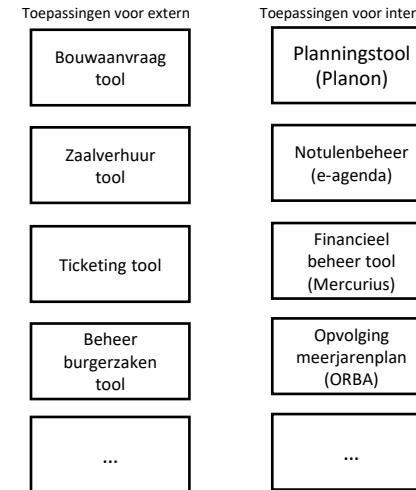 Toepassingen voor extern
Bouwaanvraag
tool
Zaalverhuur
tool
Ticketing tool
Beheer
burgerzaken
tool
...
Toepassingen voor inter
Planningstool
(Planon)
Notulenbeheer
(e-agenda)
Financieel
beheer tool
(Mercurius)
Opvolging
meerjarenplan
(ORBA)
...